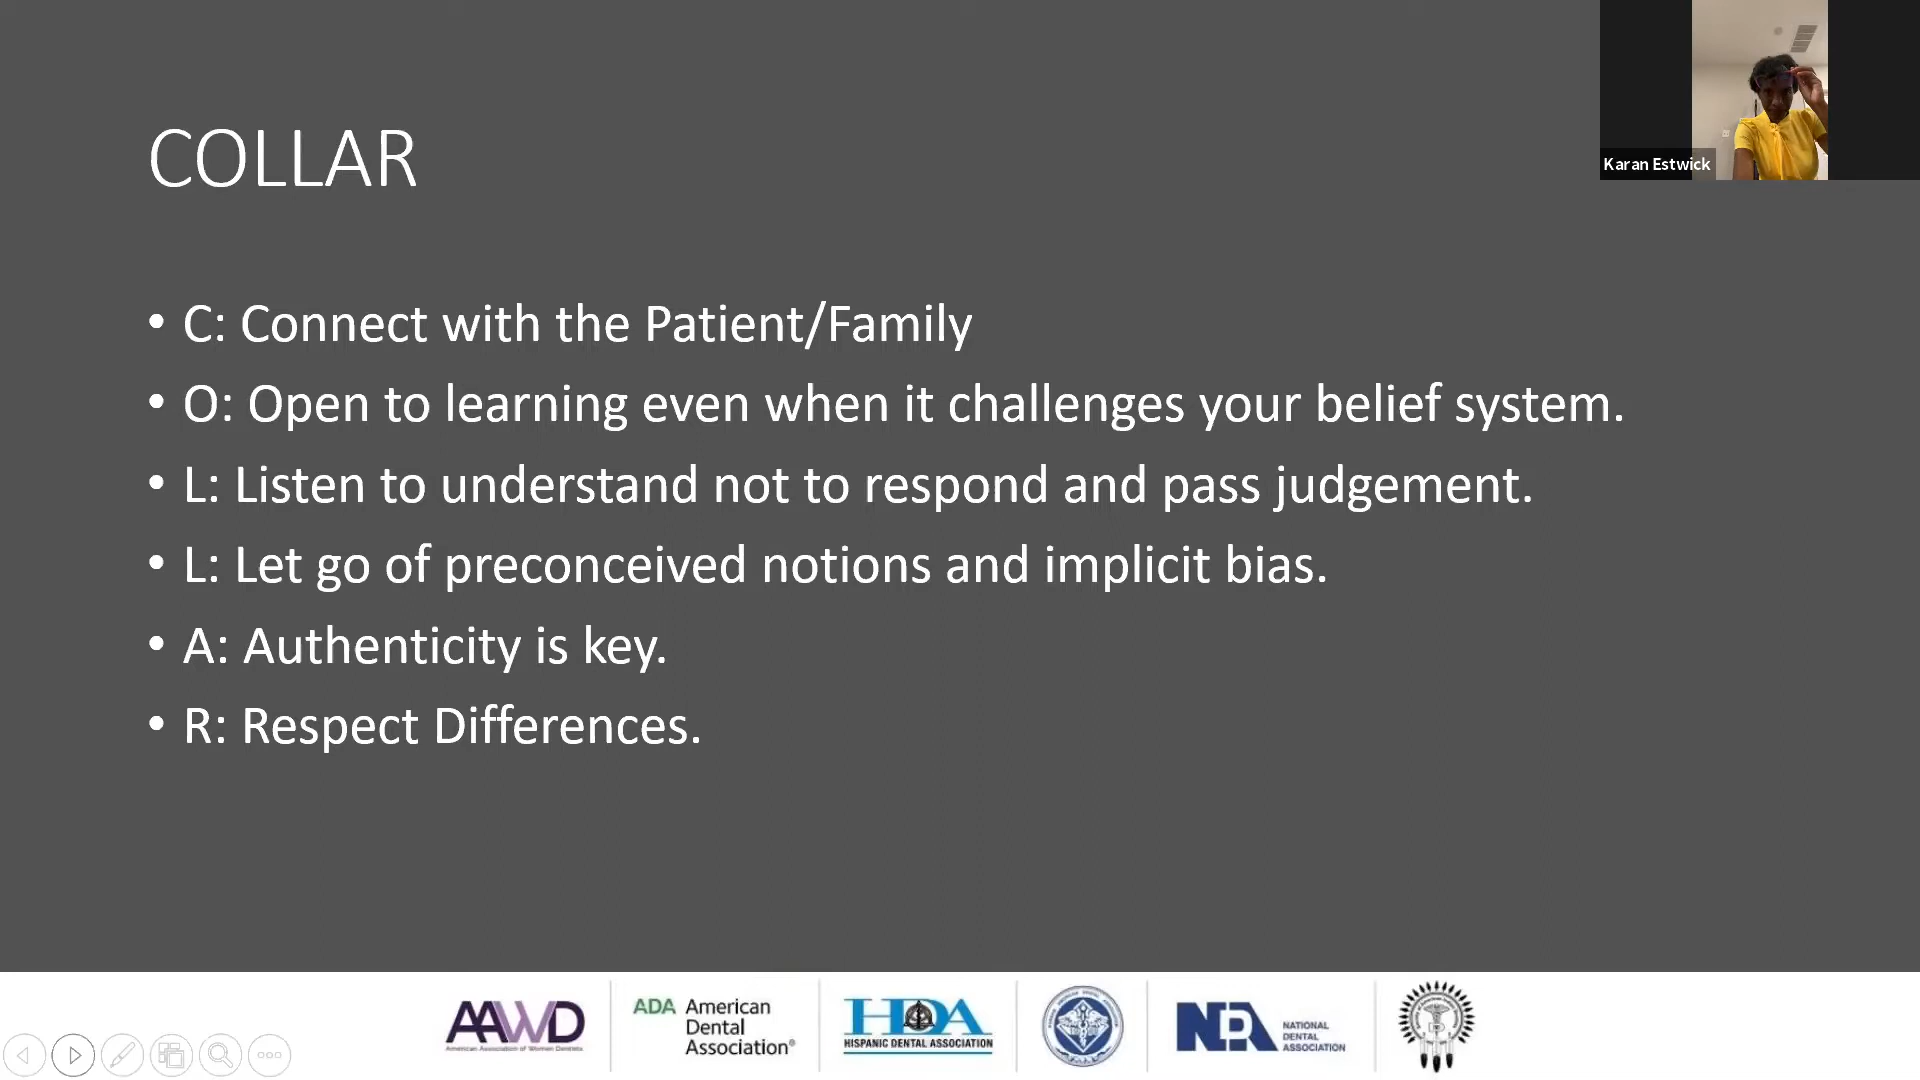 COLLAR
Karan Estwick
• C: Connect with the Patient/Family
• O: Open to learning even when it challenges your belief system.
• L: Listen to understand not to respond and pass judgement.
• L: Let go of preconceived notions and implicit bias.
• A: Authenticity is key.
• R: Respect Differences.
AAWD
American Association of Women Dentists
ADA American
Dental
Association®
HDA
HISPANIC DENTAL ASSOCIATION
NDA
NATIONAL
DENTAL
ASSOCIATION